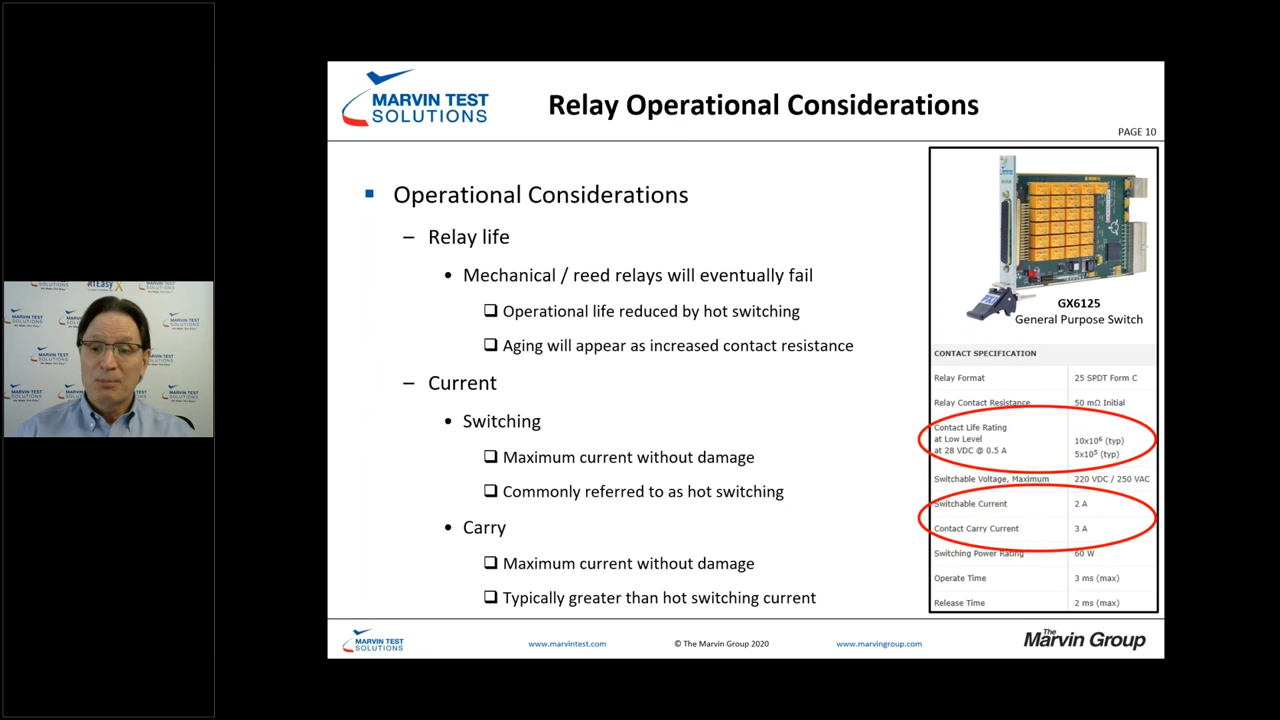 MARVIN TEST
SOLUTIONS
Relay Operational Considerations
PAGE 10
Operational Considerations
– Relay life
• Mechanical / reed relays will eventually fail
Operational life reduced by hot switching
Aging will appear as increased contact resistance
– Current
• Switching
Maximum current without damage
Commonly referred to as hot switching
• Carry
Maximum current without damage
Typically greater than hot switching current
GX6125
General Purpose Switch
CONTACT SPECIFICATION
Relay Format 25 SPDT Form C
Relay Contact Resistance 50 mΩ Initial
Contact Life Rating
at Low Level 10x10⁶ (typ)
at 28 VDC @ 0.5 A 5x10⁵ (typ)
Switchable Voltage, Maximum 220 VDC / 250 VAC
Switchable Current 2 A
Contact Carry Current 3 A
Switching Power Rating 60 W
Operate Time 3 ms (max)
Release Time 2 ms (max)
MARVIN TEST
SOLUTIONS
www.marvintest.com
© The Marvin Group 2020
www.marvingroup.com
The Marvin Group